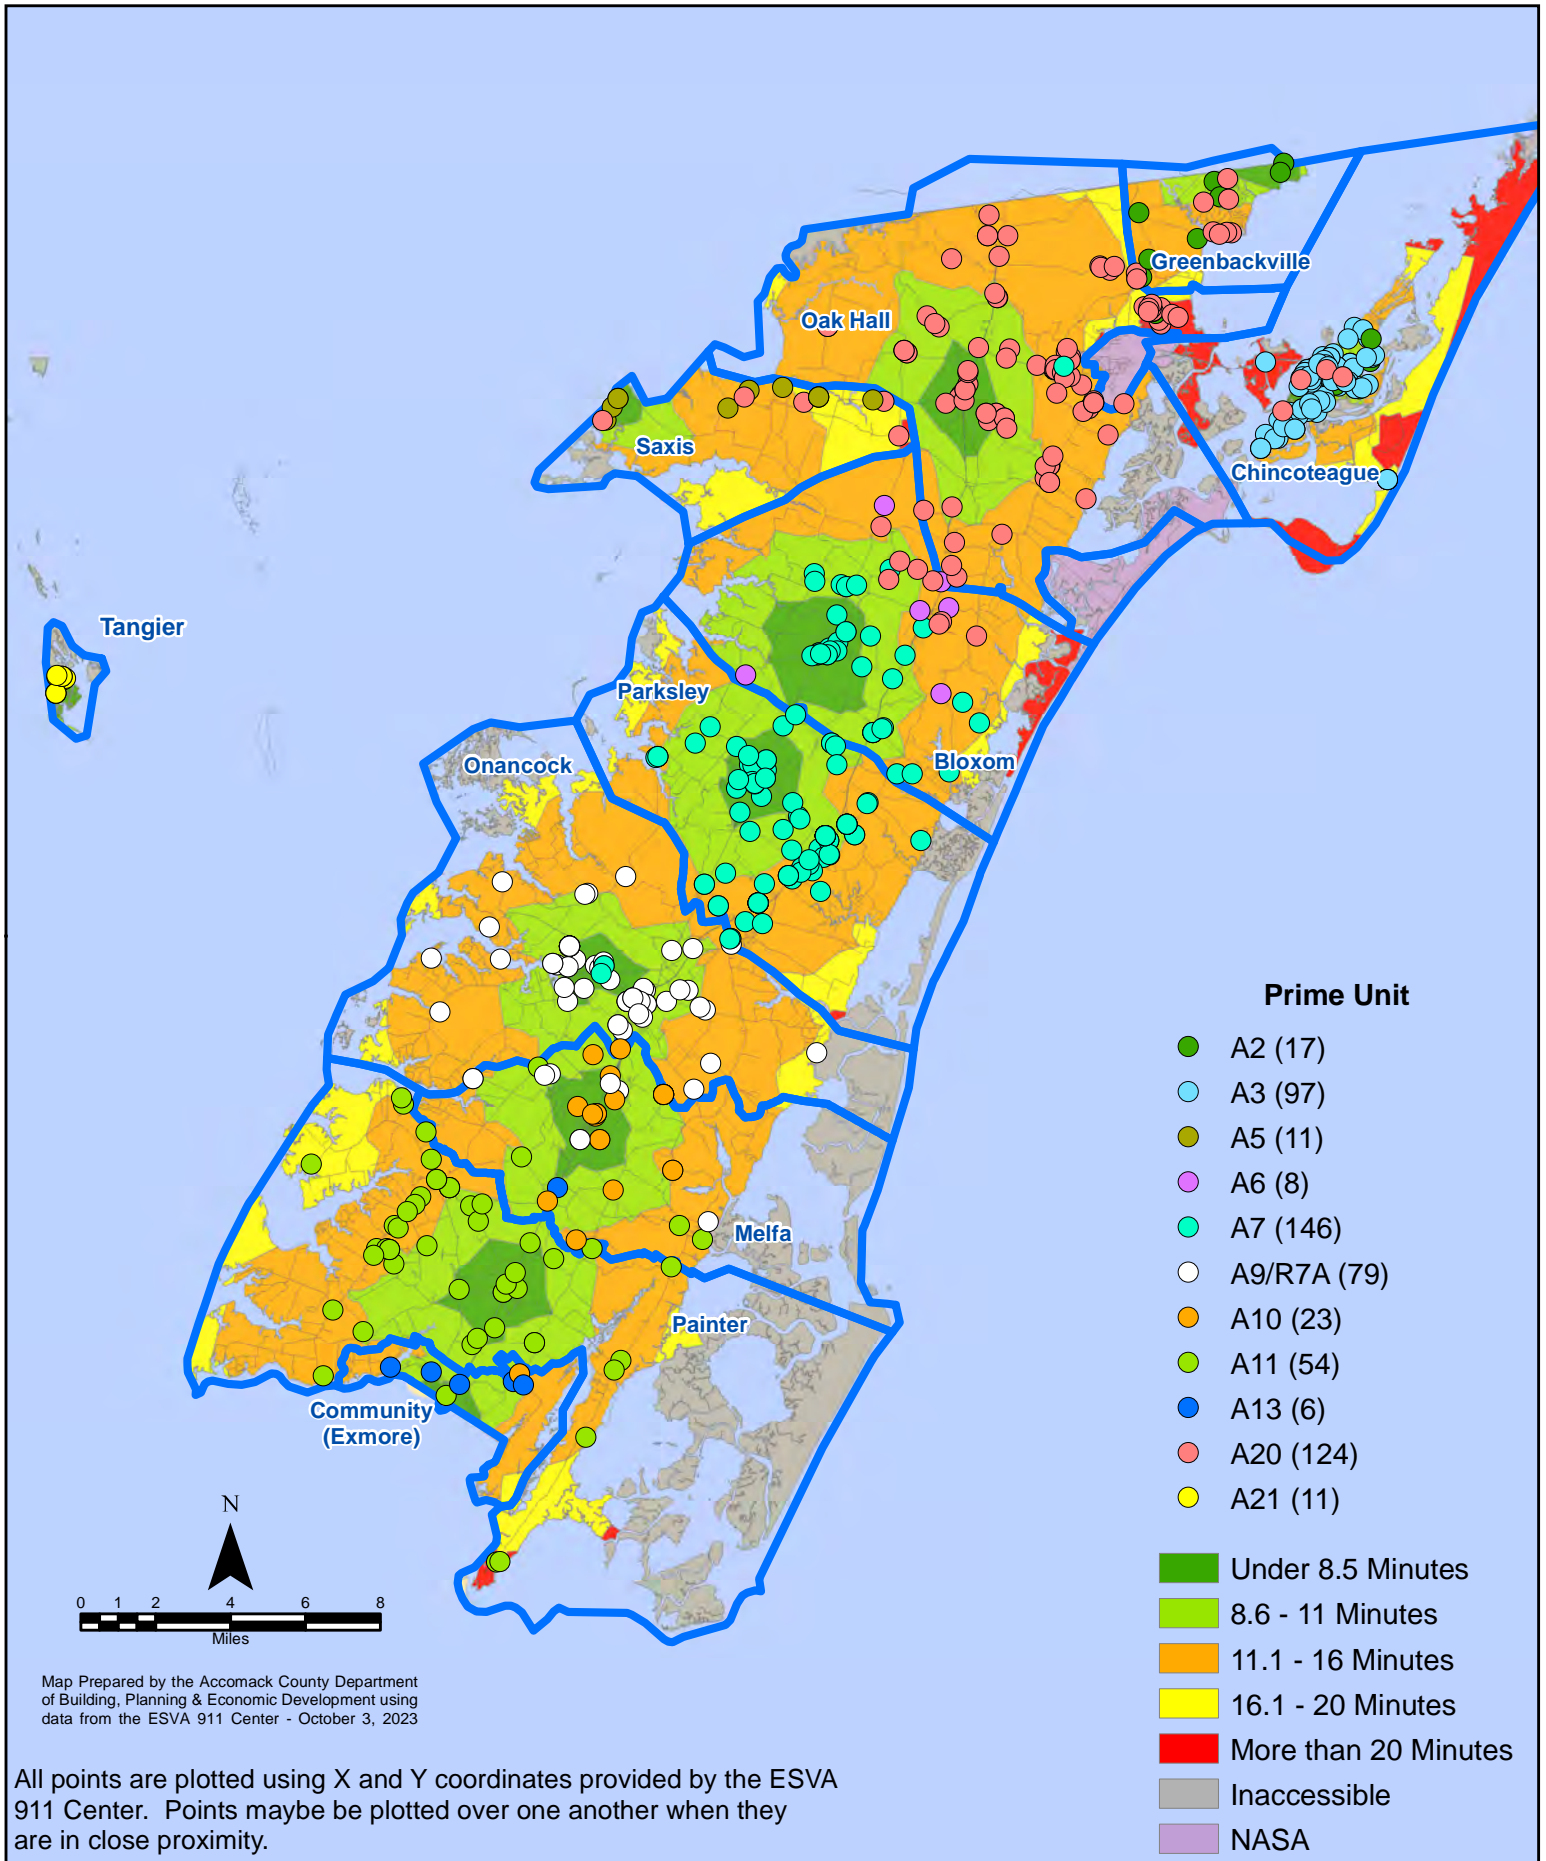 Greenbackville
Oak Hall
Saxis
Chincoteague
Tangier
Parksley
Onancock
Bloxom
Melfa
Painter
Community
(Exmore)
Prime Unit
A2 (17)
A3 (97)
A5 (11)
A6 (8)
A7 (146)
A9/R7A (79)
A10 (23)
A11 (54)
A13 (6)
A20 (124)
A21 (11)
Under 8.5 Minutes
8.6 - 11 Minutes
11.1 - 16 Minutes
16.1 - 20 Minutes
More than 20 Minutes
Inaccessible
NASA
N
0 1 2 4 6 8
Miles
Map Prepared by the Accomack County Department
of Building, Planning & Economic Development using
data from the ESVA 911 Center - October 3, 2023
All points are plotted using X and Y coordinates provided by the ESVA
911 Center. Points maybe be plotted over one another when they
are in close proximity.